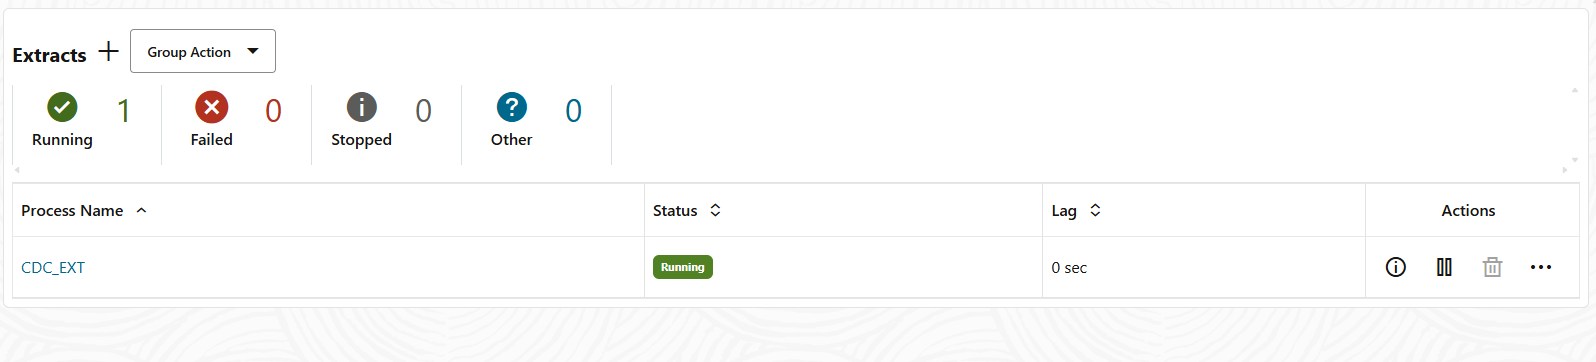 Extracts
Group Action
1
Running
0
Failed
0
Stopped
0
Other
Process Name Status Lag Actions
CDC_EXT Running 0 sec